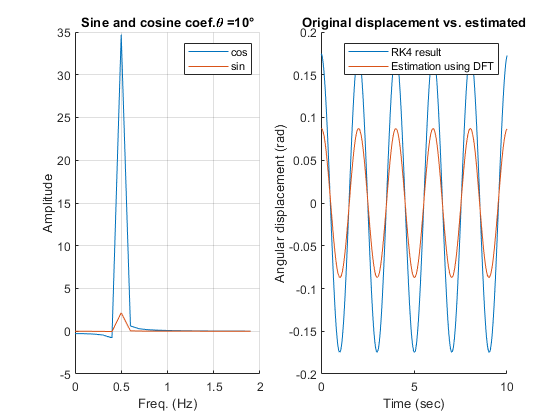 Sine and cosine coef.θ =10°
35
30
25
20
15
10
5
0
-5
Amplitude
0
0.5
1
1.5
2
Freq. (Hz)
cos
sin
Original displacement vs. estimated
0.2
0.15
0.1
0.05
0
-0.05
-0.1
-0.15
-0.2
Angular displacement (rad)
0
5
10
Time (sec)
RK4 result
Estimation using DFT